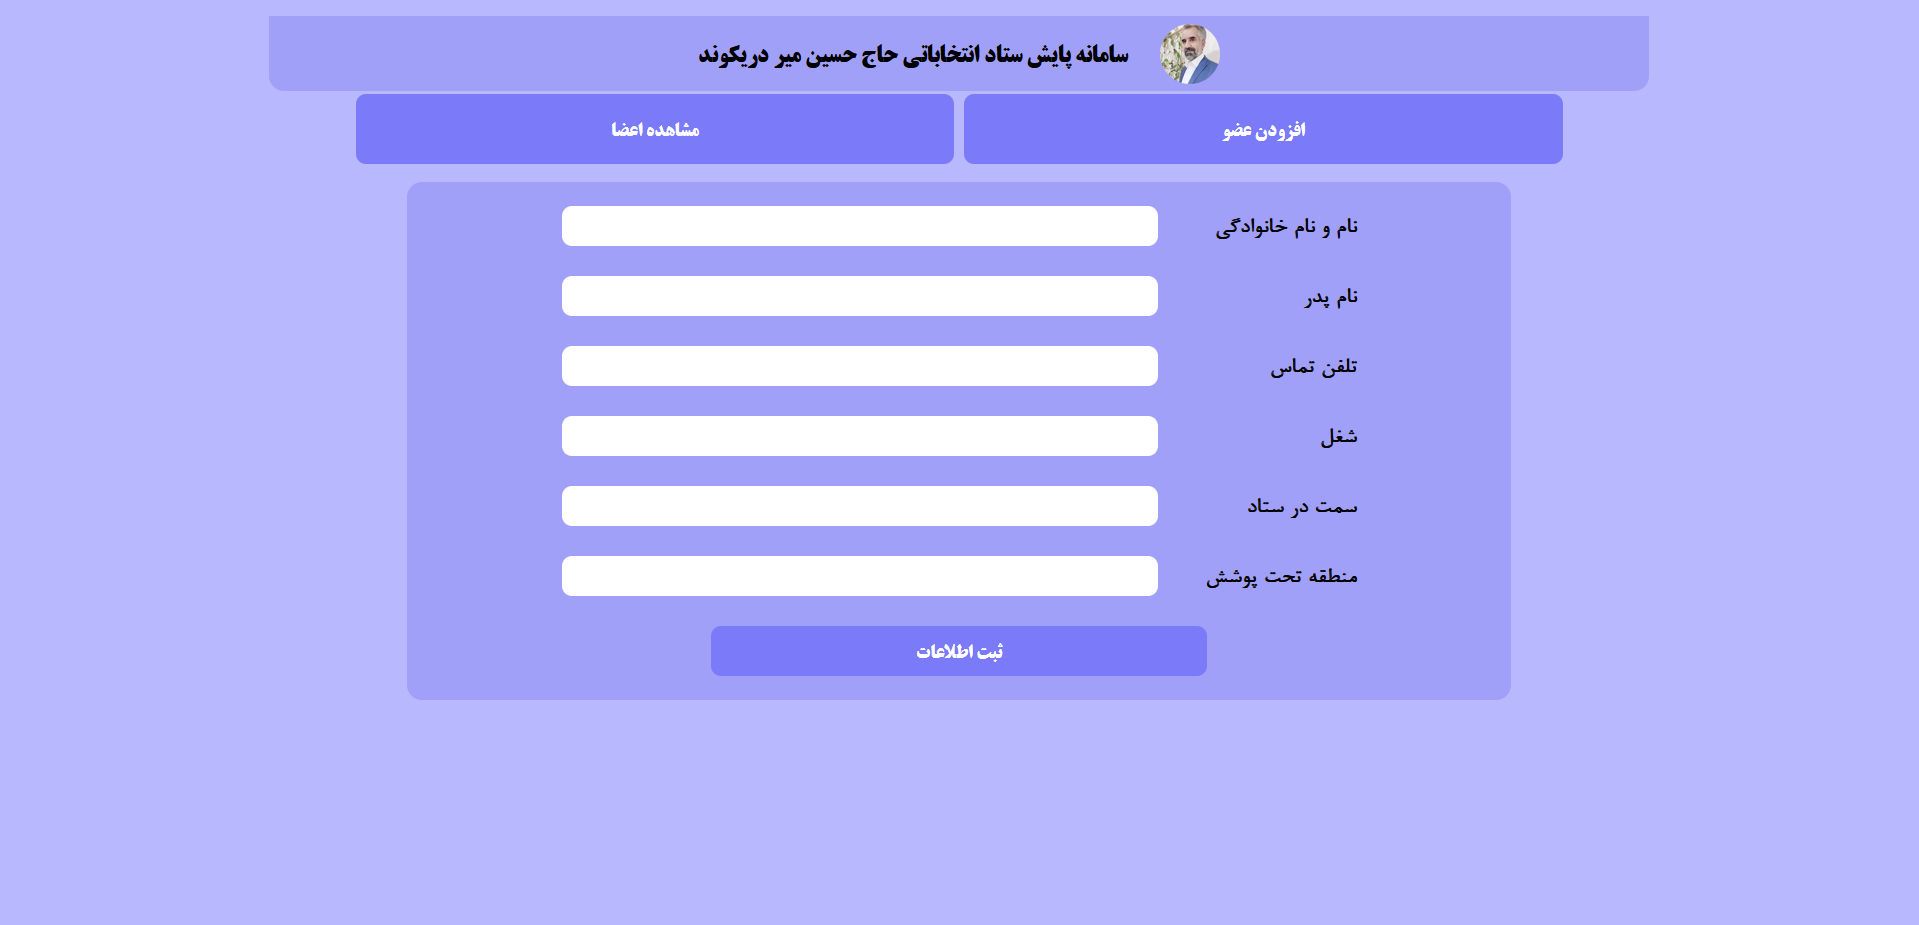 سامانه پایش ستاد انتخاباتی حاج حسین میر دریکوند
افزودن عضو
مشاهده اعضا
نام و نام خانوادگی
نام پدر
تلفن تماس
شغل
سمت در ستاد
منطقه تحت پوشش
ثبت اطلاعات